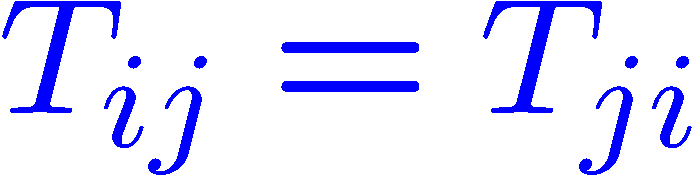 T_{ij} = T_{ji}